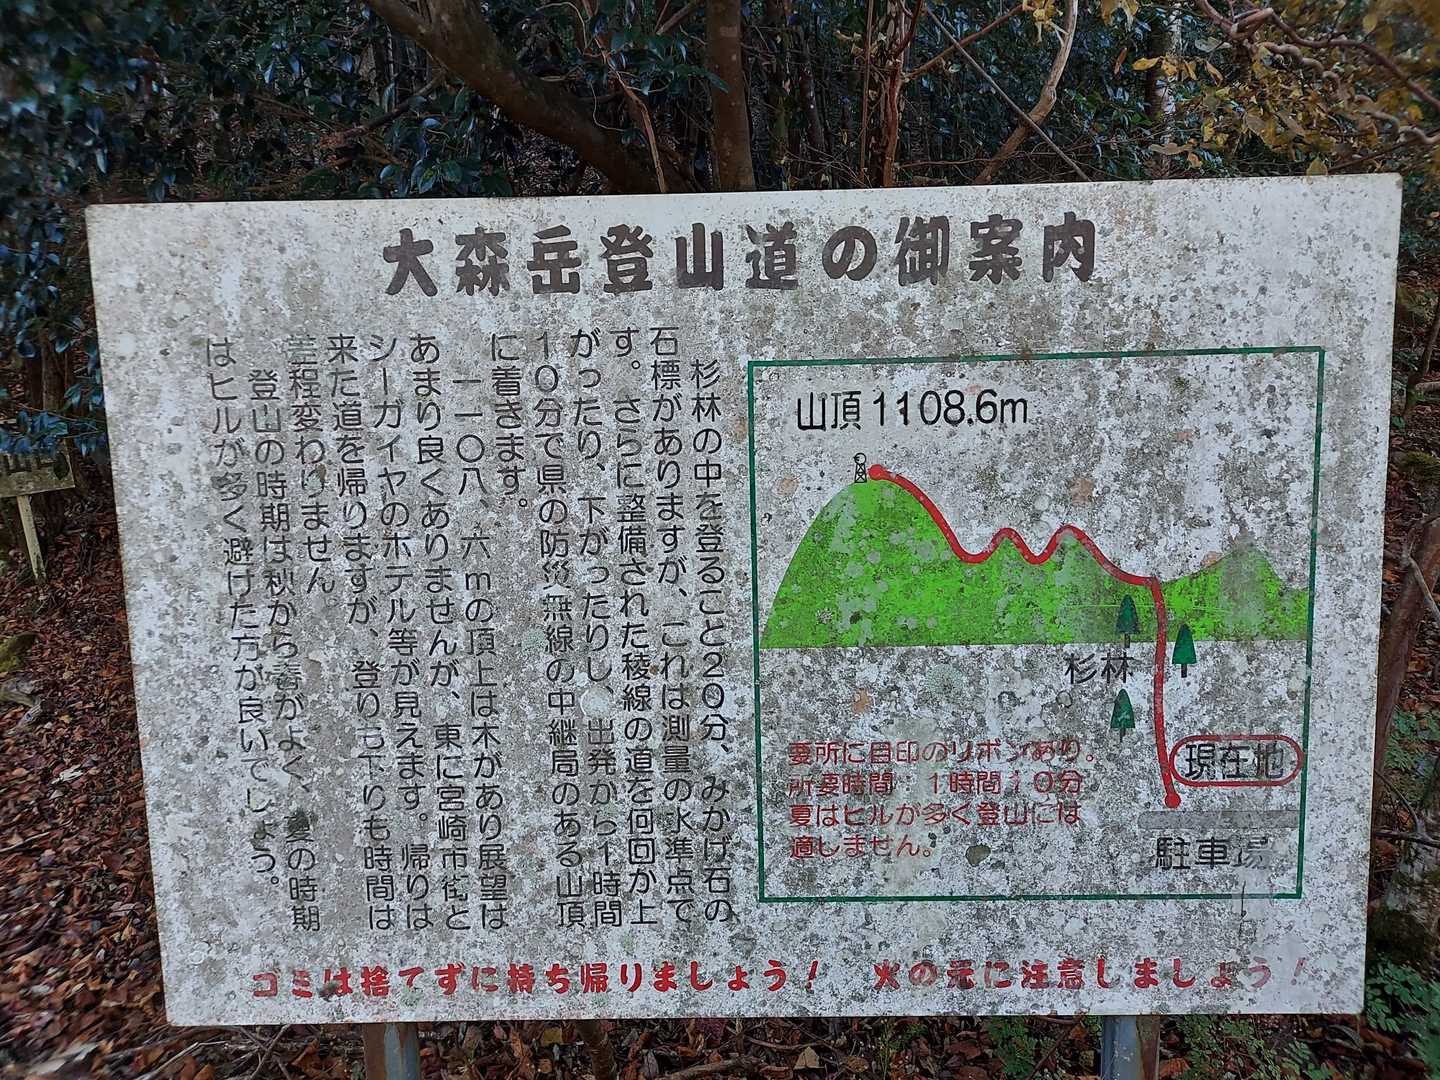 大森岳登山道の御案内
杉林の中を登ること20分、みかげ石の
石標がありますが、これは測量の水準点で
す。さらに整備された稜線の道を何回か上
がったり、下がったりし、出発から1時間
10分で県の防災無線の中継局のある山頂
に着きます。
一一〇八、六mの頂上は木があり展望は
あまり良くありませんが、東に宮崎市街と
シーガイヤのホテル等が見えます。帰りは
来た道を帰りますが、登りも下りも時間は
差程変わりません。
登山の時期は秋から春がよく、夏の時期
はヒルが多く避けた方が良いでしょう。
山頂1108.6m
杉林
要所に目印のリボンあり。
所要時間:1時間10分
夏はヒルが多く登山には
適しません。
現在地
駐車場
ゴミは捨てずに持ち帰りましょう! 火の元に注意しましょう!